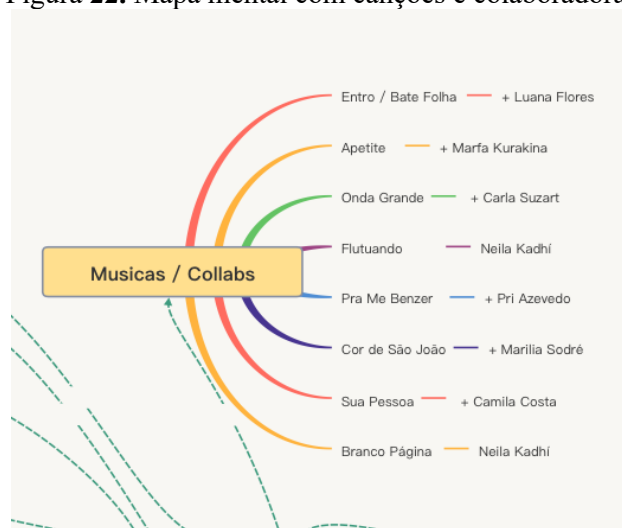 Figura 22. Mapa mental com canções e colaboradora
Entro / Bate Folha + Luana Flores
Apetite + Marfa Kurakina
Onda Grande + Carla Suzart
Flutuando Neila Kadhí
Musicas / Collabs
Pra Me Benzer + Pri Azevedo
Cor de São João + Marilia Sodré
Sua Pessoa + Camila Costa
Branco Página Neila Kadhí